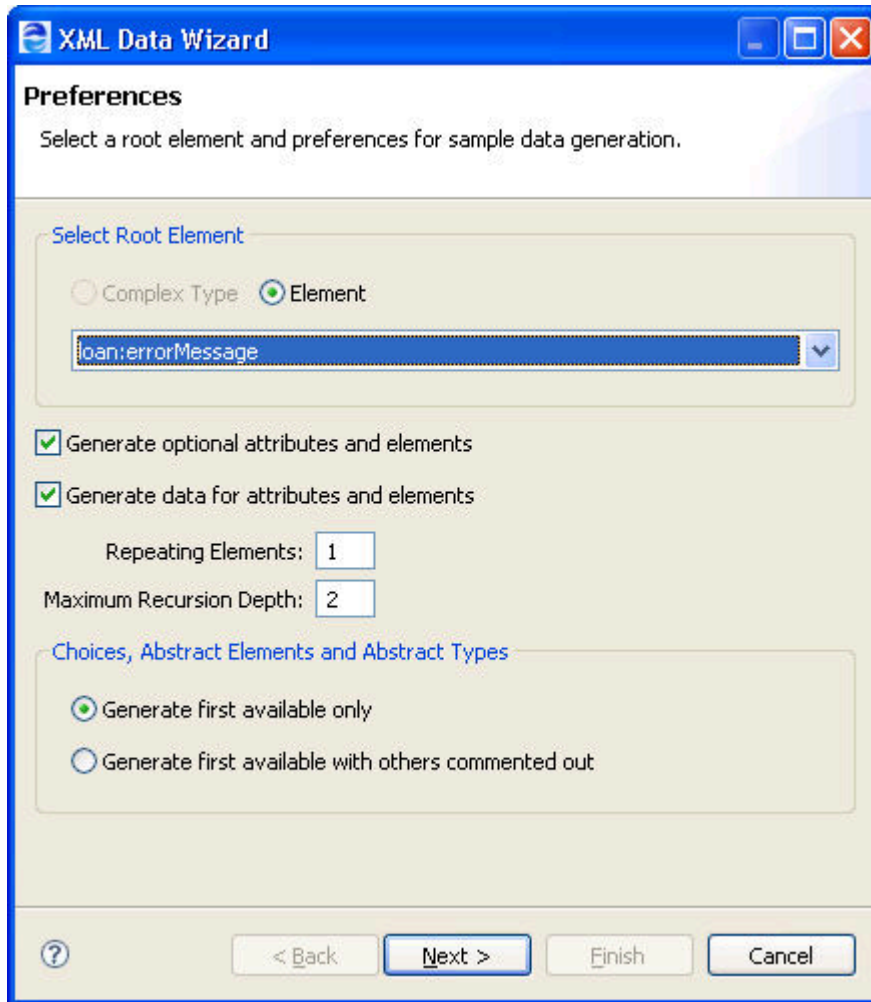 XML Data Wizard
Preferences
Select a root element and preferences for sample data generation.
Select Root Element
Complex Type Element
loan:errorMessage
Generate optional attributes and elements
Generate data for attributes and elements
Repeating Elements: 1
Maximum Recursion Depth: 2
Choices, Abstract Elements and Abstract Types
Generate first available only
Generate first available with others commented out
? < Back Next > Finish Cancel